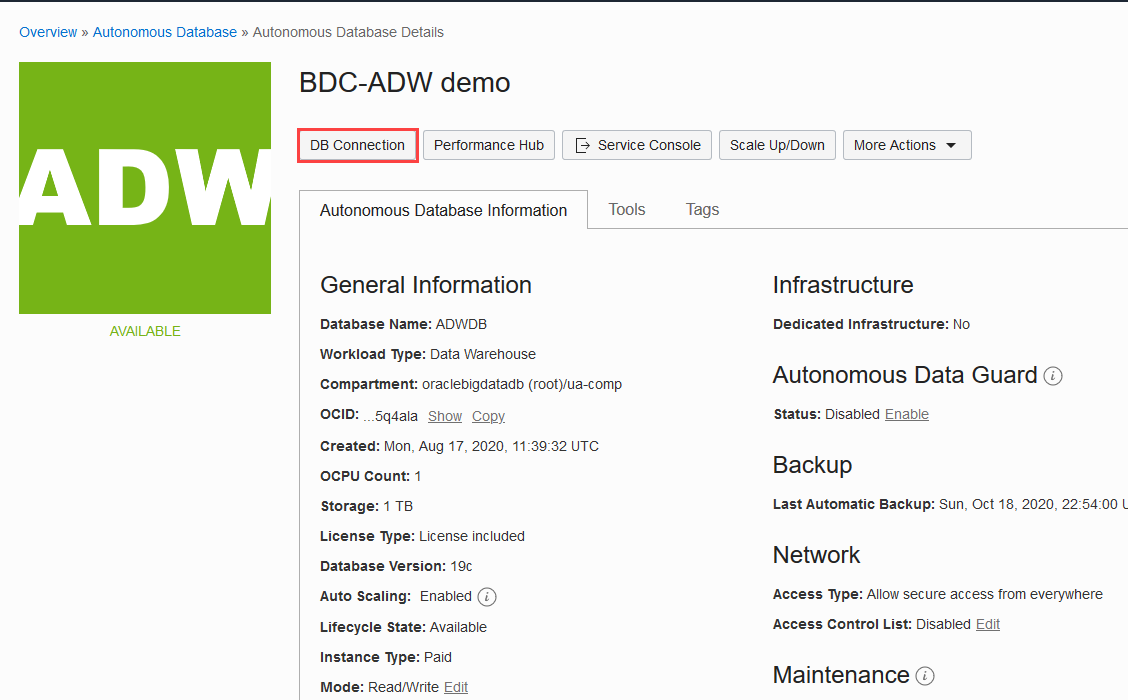 Overview » Autonomous Database » Autonomous Database Details
ADW
AVAILABLE
BDC-ADW demo
DB Connection Performance Hub Service Console Scale Up/Down More Actions
Autonomous Database Information Tools Tags
General Information
Database Name: ADWDB
Workload Type: Data Warehouse
Compartment: oraclebigdatadb (root)/ua-comp
OCID: ...5q4ala Show Copy
Created: Mon, Aug 17, 2020, 11:39:32 UTC
OCPU Count: 1
Storage: 1 TB
License Type: License included
Database Version: 19c
Auto Scaling: Enabled i
Lifecycle State: Available
Instance Type: Paid
Mode: Read/Write Edit
Infrastructure
Dedicated Infrastructure: No
Autonomous Data Guard i
Status: Disabled Enable
Backup
Last Automatic Backup: Sun, Oct 18, 2020, 22:54:00 U
Network
Access Type: Allow secure access from everywhere
Access Control List: Disabled Edit
Maintenance i